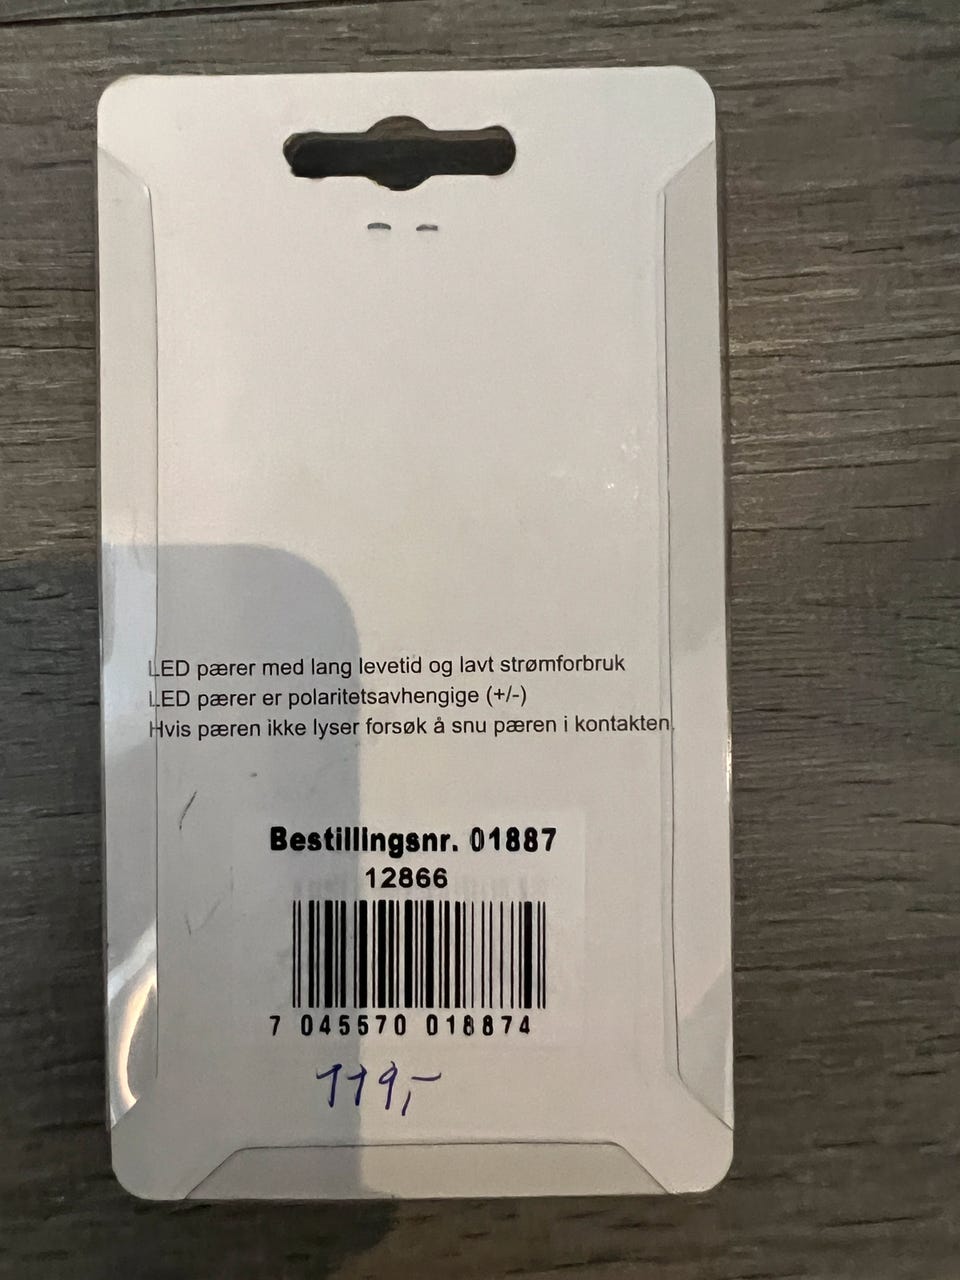 LED pærer med lang levetid og lavt strømforbruk
LED pærer er polaritetsavhengige (+/-)
Hvis pæren ikke lyser forsøk å snu pæren i kontakten.
Bestillingsnr. 01887
12866
7 045570 018874
119,-